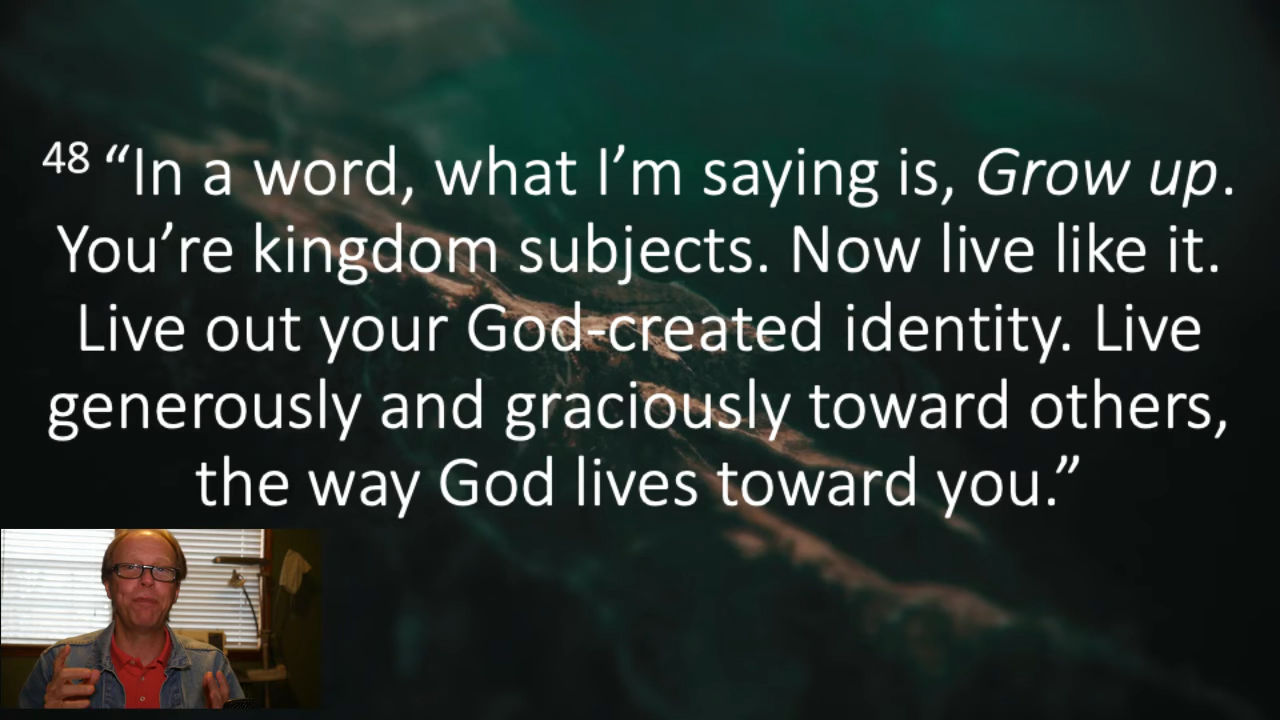 48 “In a word, what I’m saying is, Grow up.
You’re kingdom subjects. Now live like it.
Live out your God-created identity. Live
generously and graciously toward others,
the way God lives toward you.”